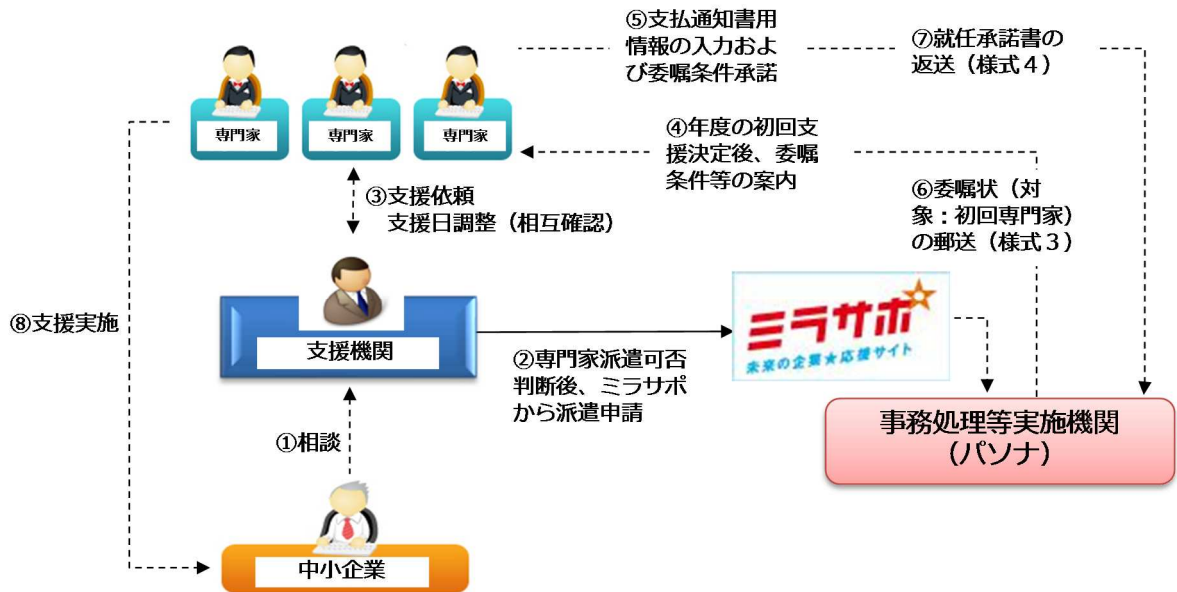 ⑤支払通知書用
情報の入力およ
び委嘱条件承諾
⑦就任承諾書の
返送（様式４）
専門家
専門家
専門家
④年度の初回支
援決定後、委嘱
条件等の案内
③支援依頼
支援日調整（相互確認）
⑥委嘱状（対
象：初回専門家）
の郵送（様式３）
⑧支援実施
支援機関
ミラサポ
未来の企業★応援サイト
②専門家派遣可否
判断後、ミラサポ
から派遣申請
①相談
事務処理等実施機関
（パソナ）
中小企業